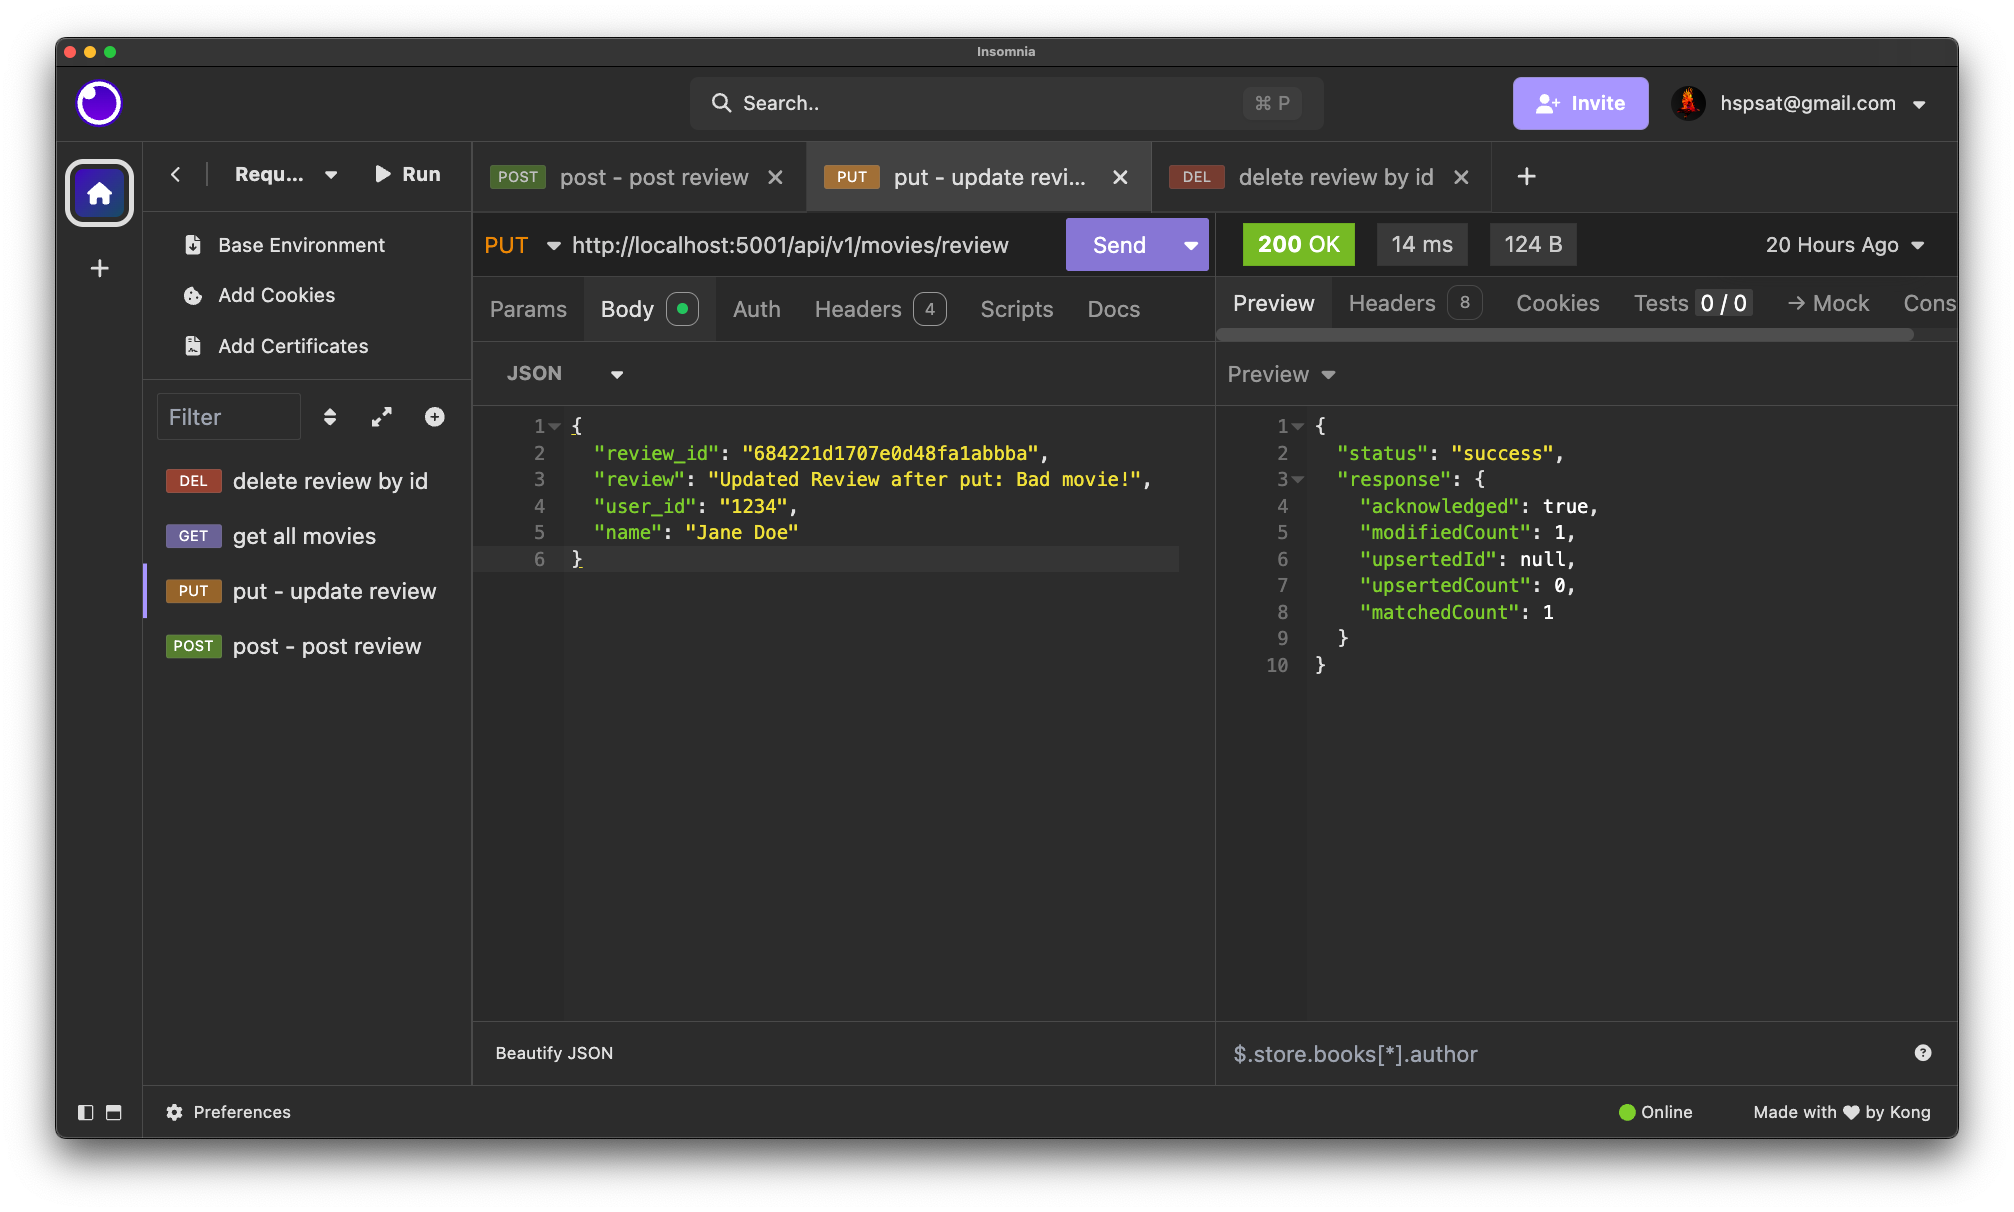 Insomnia
Search..
⌘ P
Invite
hspsat@gmail.com
Requ...
Run
POST post - post review
PUT put - update revi...
DEL delete review by id
Base Environment
Add Cookies
Add Certificates
Filter
DEL delete review by id
GET get all movies
PUT put - update review
POST post - post review
PUT http://localhost:5001/api/v1/movies/review
Send
Params Body Auth Headers 4 Scripts Docs
JSON
1 {
2 "review_id": "684221d1707e0d48fa1abbba",
3 "review": "Updated Review after put: Bad movie!",
4 "user_id": "1234",
5 "name": "Jane Doe"
6 }
Beautify JSON
200 OK 14 ms 124 B 20 Hours Ago
Preview Headers 8 Cookies Tests 0 / 0 → Mock Cons
Preview
1 {
2 "status": "success",
3 "response": {
4 "acknowledged": true,
5 "modifiedCount": 1,
6 "upsertedId": null,
7 "upsertedCount": 0,
8 "matchedCount": 1
9 }
10 }
$.store.books[*].author
Preferences
Online
Made with ♥ by Kong